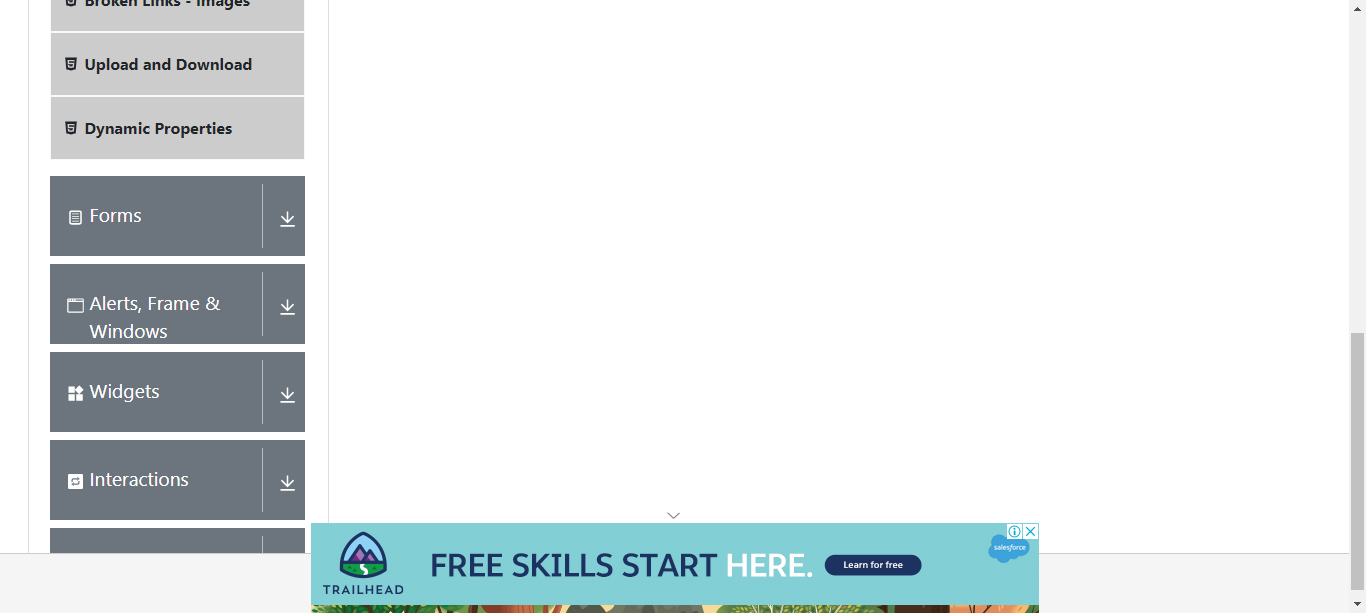 Broken Links - Images
Upload and Download
Dynamic Properties
Forms
Alerts, Frame &
Windows
Widgets
Interactions
TRAILHEAD
FREE SKILLS START HERE.
Learn for free
salesforce